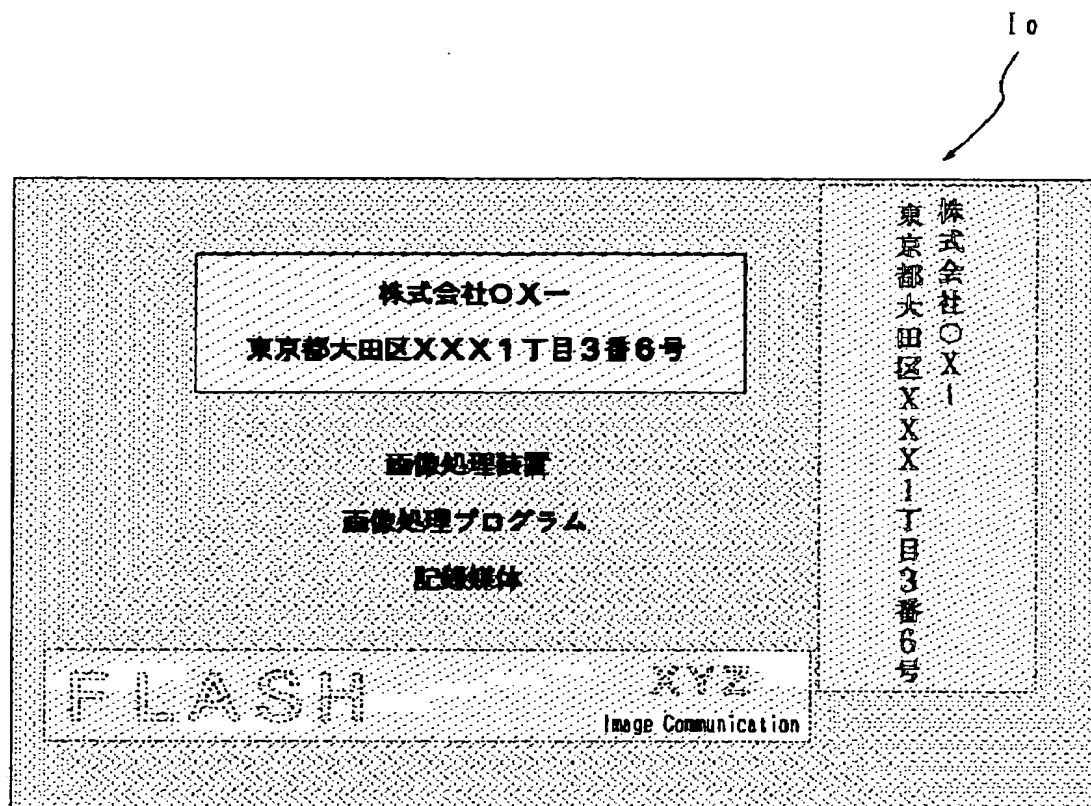 Io
株式会社〇X－
東京都大田区XXX1丁目3番6号
画像処理装置
画像処理プログラム
記録媒体
FLASH
XYZ
Image Communication
株式会社〇X－
東京都大田区XXX1丁目3番6号